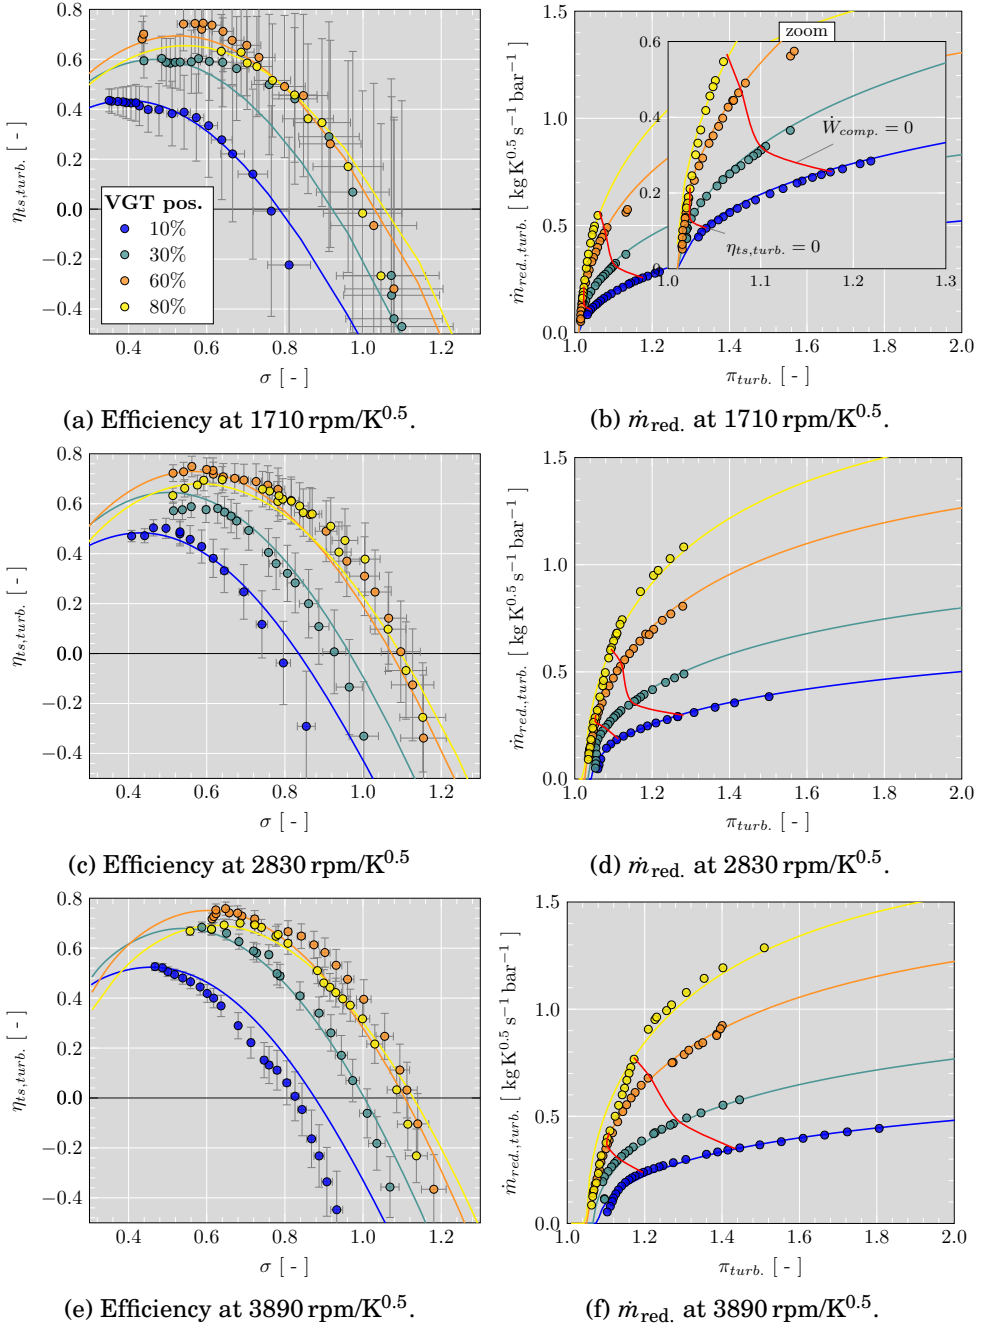 0.8
0.6
0.4
0.2
0.0
−0.2
−0.4
η_{ts,turb.} [ - ]
VGT pos.
10%
30%
60%
80%
0.4 0.6 0.8 1.0 1.2
σ [ - ]
(a) Efficiency at 1710 rpm/K^{0.5}.
1.5
1.0
0.5
0.0
ṁ_{red.,turb.} [ kg K^{0.5} s^{−1} bar^{−1} ]
zoom
0.6
0.4
0.2
0
Ẇ_{comp.} = 0
η_{ts,turb.} = 0
1.0 1.1 1.2 1.3
1.0 1.2 1.4 1.6 1.8 2.0
π_{turb.} [ - ]
(b) ṁ_{red.} at 1710 rpm/K^{0.5}.
0.8
0.6
0.4
0.2
0.0
−0.2
−0.4
η_{ts,turb.} [ - ]
0.4 0.6 0.8 1.0 1.2
σ [ - ]
(c) Efficiency at 2830 rpm/K^{0.5}
1.5
1.0
0.5
0.0
ṁ_{red.,turb.} [ kg K^{0.5} s^{−1} bar^{−1} ]
1.0 1.2 1.4 1.6 1.8 2.0
π_{turb.} [ - ]
(d) ṁ_{red.} at 2830 rpm/K^{0.5}.
0.8
0.6
0.4
0.2
0.0
−0.2
−0.4
η_{ts,turb.} [ - ]
0.4 0.6 0.8 1.0 1.2
σ [ - ]
(e) Efficiency at 3890 rpm/K^{0.5}.
1.5
1.0
0.5
0.0
ṁ_{red.,turb.} [ kg K^{0.5} s^{−1} bar^{−1} ]
1.0 1.2 1.4 1.6 1.8 2.0
π_{turb.} [ - ]
(f) ṁ_{red.} at 3890 rpm/K^{0.5}.